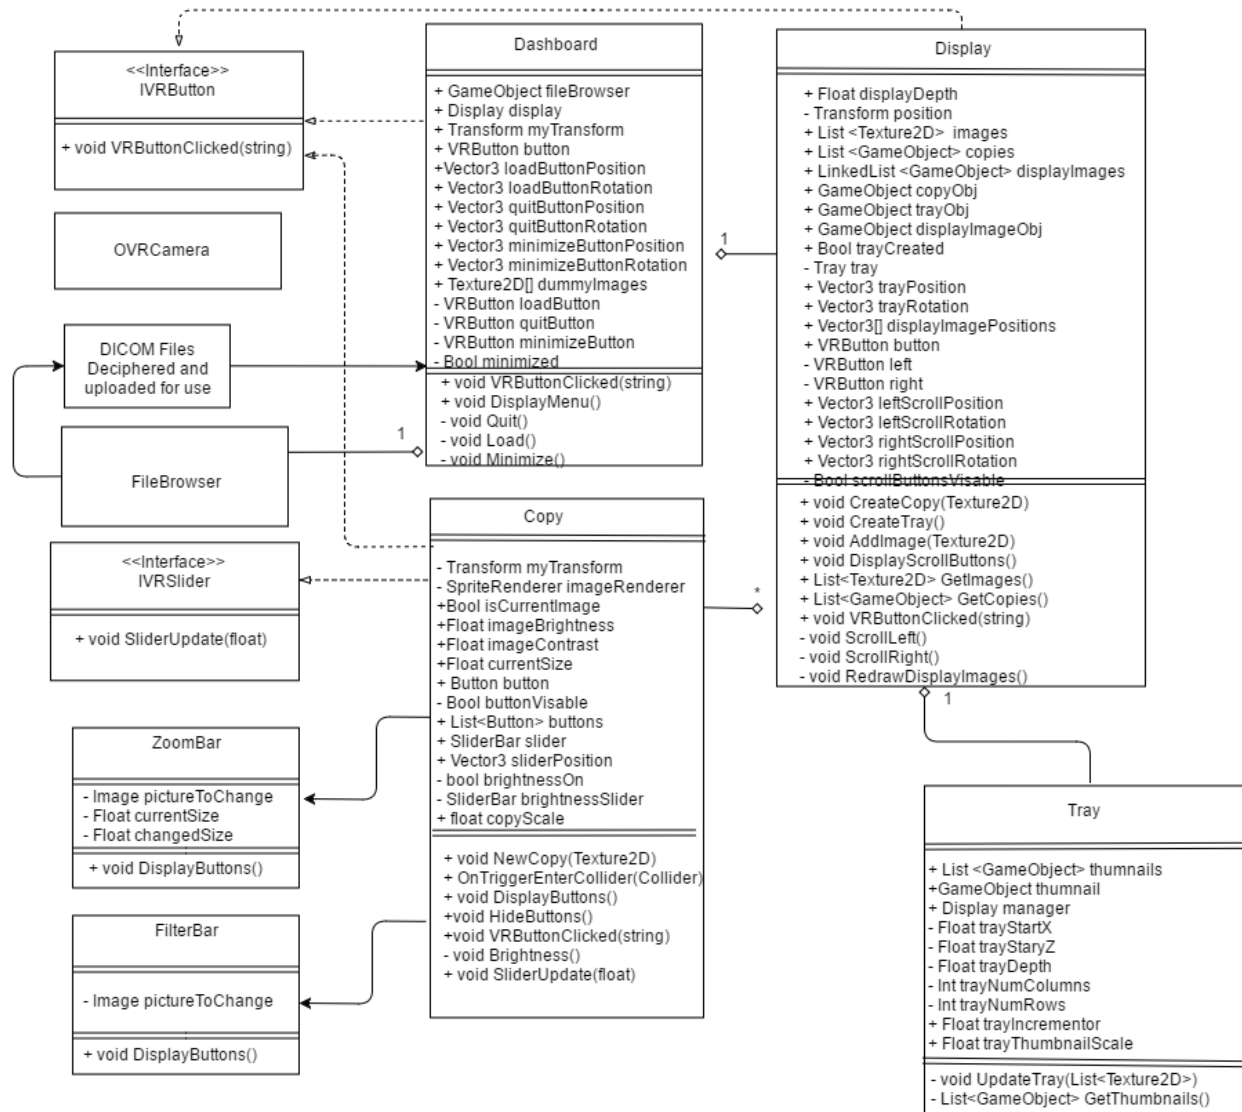 <<Interface>>
IVRButton
+ void VRButtonClicked(string)
OVRCamera
DICOM Files
Deciphered and
uploaded for use
FileBrowser
<<Interface>>
IVRSlider
+ void SliderUpdate(float)
ZoomBar
- Image pictureToChange
- Float currentSize
- Float changedSize
+ void DisplayButtons()
FilterBar
- Image pictureToChange
+ void DisplayButtons()
Dashboard
+ GameObject fileBrowser
+ Display display
+ Transform myTransform
+ VRButton button
+Vector3 loadButtonPosition
+ Vector3 loadButtonRotation
+ Vector3 quitButtonPosition
+ Vector3 quitButtonRotation
+ Vector3 minimizeButtonPosition
+ Vector3 minimizeButtonRotation
+ Texture2D[] dummyImages
- VRButton loadButton
- VRButton quitButton
- VRButton minimizeButton
- Bool minimized
+ void VRButtonClicked(string)
+ void DisplayMenu()
- void Quit()
- void Load()
- void Minimize()
1
1
Copy
- Transform myTransform
- SpriteRenderer imageRenderer
+Bool isCurrentImage
+Float imageBrightness
+Float imageContrast
+Float currentSize
+ Button button
- Bool buttonVisable
+ List<Button> buttons
+ SliderBar slider
+ Vector3 sliderPosition
- bool brightnessOn
- SliderBar brightnessSlider
+ float copyScale
+ void NewCopy(Texture2D)
+ OnTriggerEnterCollider(Collider)
+ void DisplayButtons()
+void HideButtons()
+void VRButtonClicked(string)
- void Brightness()
+ void SliderUpdate(float)
*
Display
+ Float displayDepth
- Transform position
+ List <Texture2D> images
+ List <GameObject> copies
+ LinkedList <GameObject> displayImages
+ GameObject copyObj
+ GameObject trayObj
+ GameObject displayImageObj
+ Bool trayCreated
- Tray tray
+ Vector3 trayPosition
+ Vector3 trayRotation
+ Vector3[] displayImagePositions
+ VRButton button
- VRButton left
- VRButton right
+ Vector3 leftScrollPosition
+ Vector3 leftScrollRotation
+ Vector3 rightScrollPosition
+ Vector3 rightScrollRotation
- Bool scrollButtonsVisable
+ void CreateCopy(Texture2D)
+ void CreateTray()
+ void AddImage(Texture2D)
+ void DisplayScrollButtons()
+ List<Texture2D> GetImages()
+ List<GameObject> GetCopies()
+ void VRButtonClicked(string)
- void ScrollLeft()
- void ScrollRight()
- void RedrawDisplayImages()
1
Tray
+ List <GameObject> thumnails
+GameObject thumnail
+ Display manager
- Float trayStartX
- Float trayStaryZ
- Float trayDepth
- Int trayNumColumns
- Int trayNumRows
+ Float trayIncrementor
+ Float trayThumbnailScale
- void UpdateTray(List<Texture2D>)
- List<GameObject> GetThumbnails()